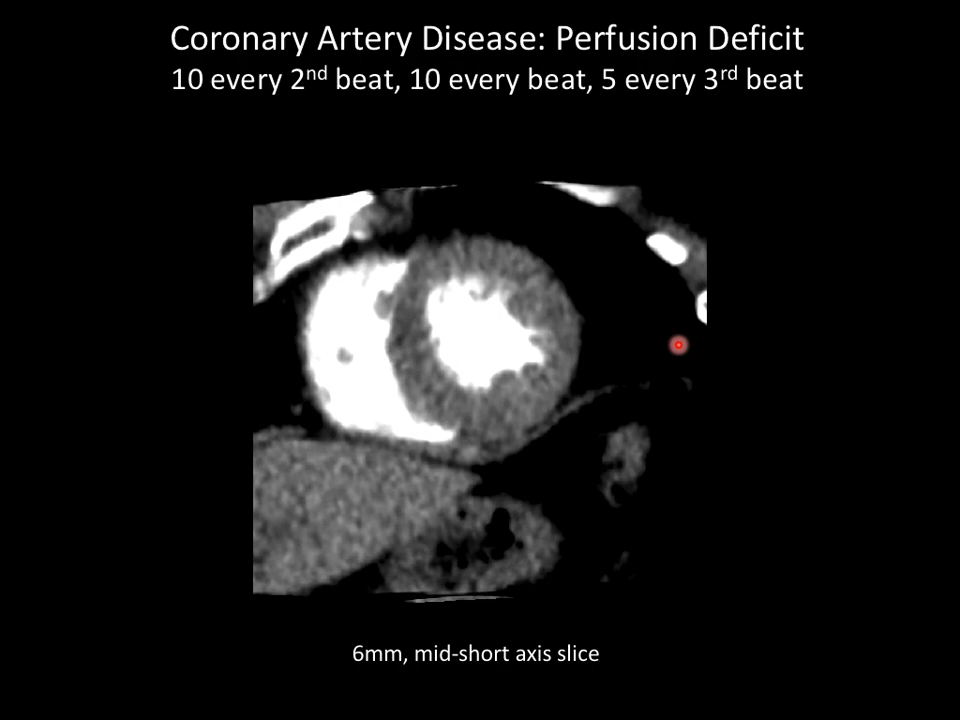 Coronary Artery Disease: Perfusion Deficit
10 every 2nd beat, 10 every beat, 5 every 3rd beat
6mm, mid-short axis slice